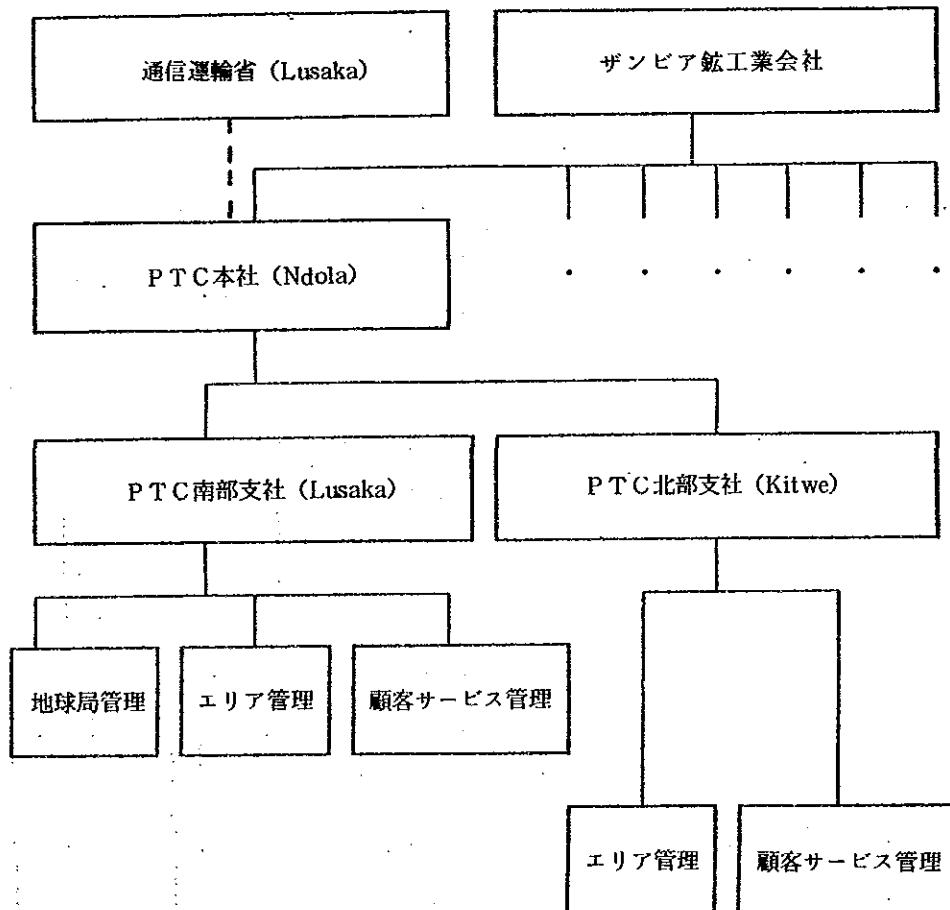 通信運輸省 (Lusaka)
ザンビア鉱工業会社
PTC本社 (Ndola)
PTC南部支社 (Lusaka)
PTC北部支社 (Kitwe)
地球局管理
エリア管理
顧客サービス管理
エリア管理
顧客サービス管理